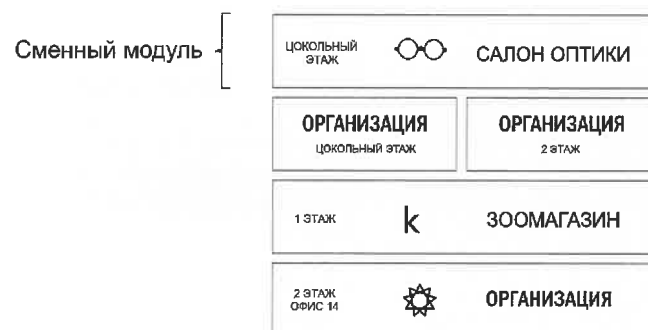 Сменный модуль
ЦОКОЛЬНЫЙ
ЭТАЖ
САЛОН ОПТИКИ
ОРГАНИЗАЦИЯ
ЦОКОЛЬНЫЙ ЭТАЖ
ОРГАНИЗАЦИЯ
2 ЭТАЖ
1 ЭТАЖ
k
ЗООМАГАЗИН
2 ЭТАЖ
ОФИС 14
ОРГАНИЗАЦИЯ